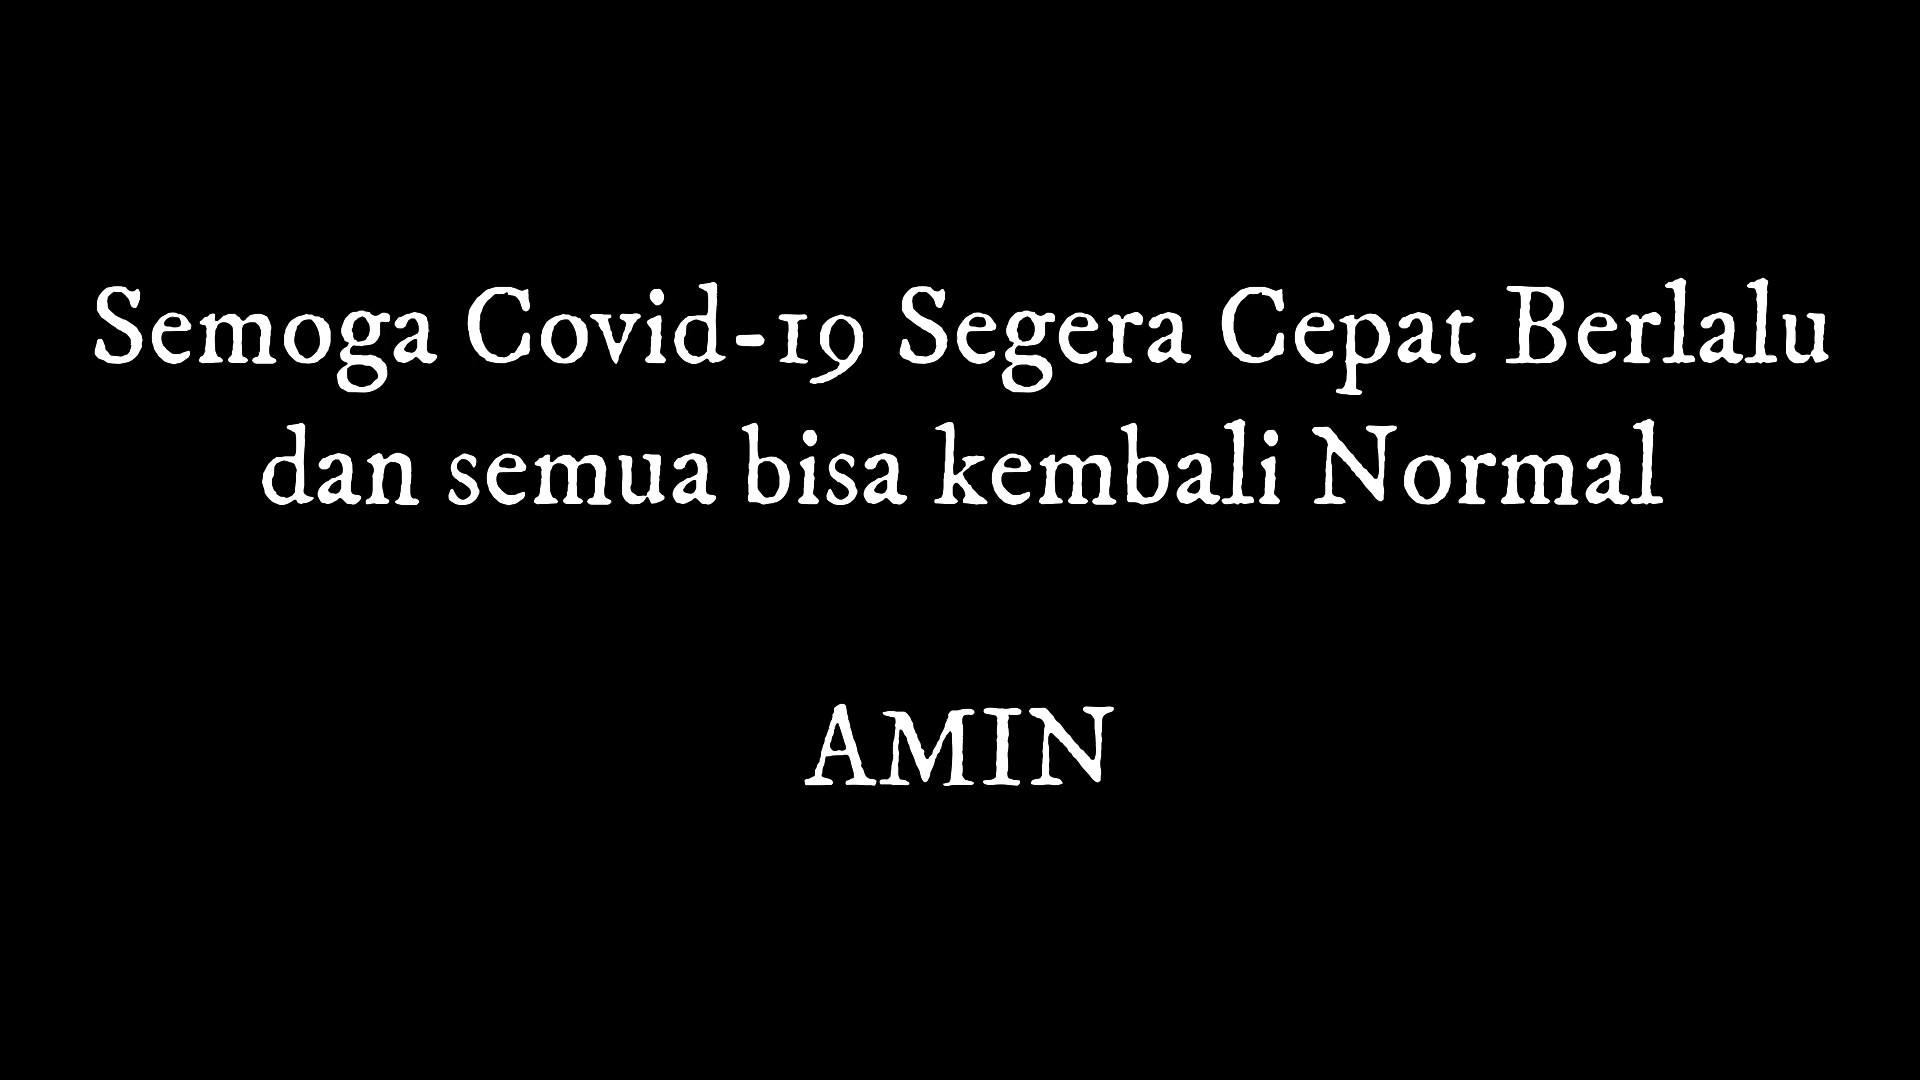 Semoga Covid-19 Segera Cepat Berlalu
dan semua bisa kembali Normal
AMIN